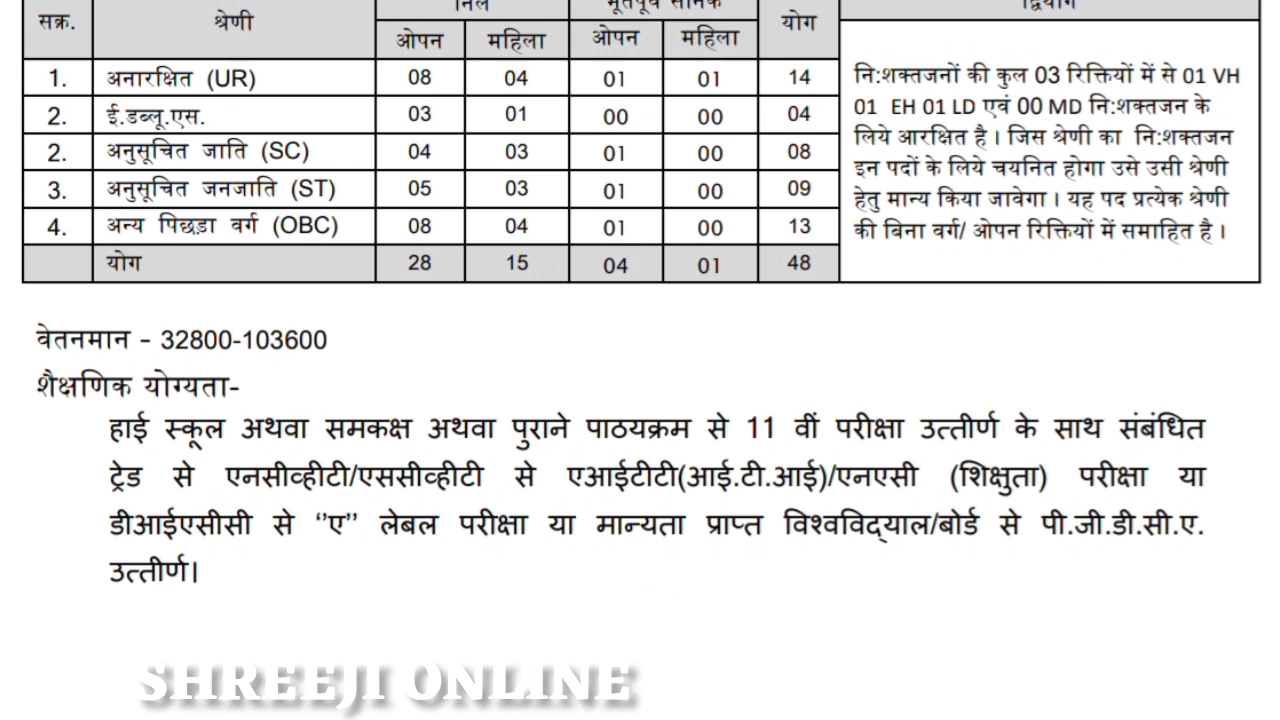 सक्र. श्रेणी निल भूतपूर्व सैनिक योग द्वियांग
ओपन महिला ओपन महिला
1. अनारक्षित (UR) 08 04 01 01 14
2. ई.डब्लू.एस. 03 01 00 00 04
2. अनुसूचित जाति (SC) 04 03 01 00 08
3. अनुसूचित जनजाति (ST) 05 03 01 00 09
4. अन्य पिछड़ा वर्ग (OBC) 08 04 01 00 13
योग 28 15 04 01 48
नि:शक्तजनों की कुल 03 रिक्तियों में से 01 VH
01 EH 01 LD एवं 00 MD नि:शक्तजन के
लिये आरक्षित है । जिस श्रेणी का नि:शक्तजन
इन पदों के लिये चयनित होगा उसे उसी श्रेणी
हेतु मान्य किया जावेगा । यह पद प्रत्येक श्रेणी
की बिना वर्ग/ ओपन रिक्तियों में समाहित है ।
वेतनमान - 32800-103600
शैक्षणिक योग्यता-
हाई स्कूल अथवा समकक्ष अथवा पुराने पाठयक्रम से 11 वीं परीक्षा उत्तीर्ण के साथ संबंधित
ट्रेड से एनसीव्हीटी/एससीव्हीटी से एआईटीटी(आई.टी.आई)/एनएसी (शिक्षुता) परीक्षा या
डीआईएसीसी से ‘‘ए’’ लेबल परीक्षा या मान्यता प्राप्त विश्वविद्याल/बोर्ड से पी.जी.डी.सी.ए.
उत्तीर्ण।
SHREEJI ONLINE